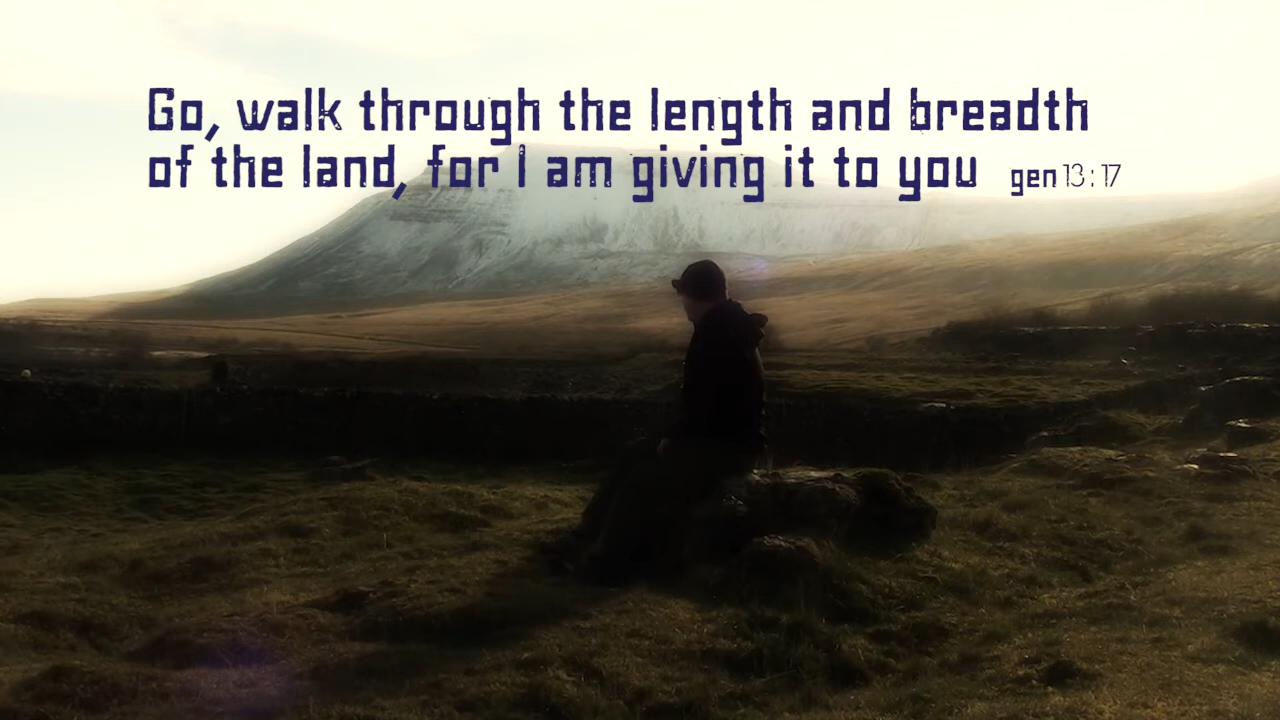 Go, walk through the length and breadth
of the land, for I am giving it to you gen 13:17